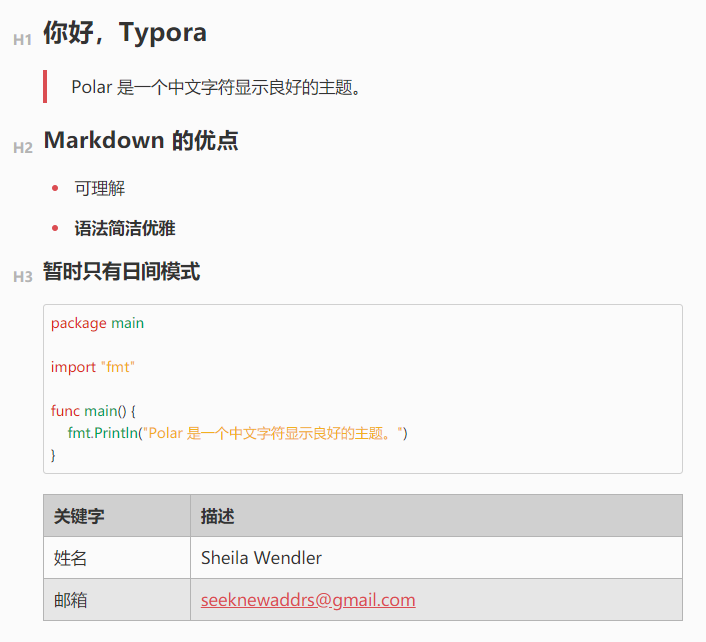 H1 你好，Typora
Polar 是一个中文字符显示良好的主题。
H2 Markdown 的优点
可理解
语法简洁优雅
H3 暂时只有日间模式
package main
import "fmt"
func main() {
fmt.Println("Polar 是一个中文字符显示良好的主题。")
}
关键字 描述
姓名 Sheila Wendler
邮箱 seeknewaddrs@gmail.com